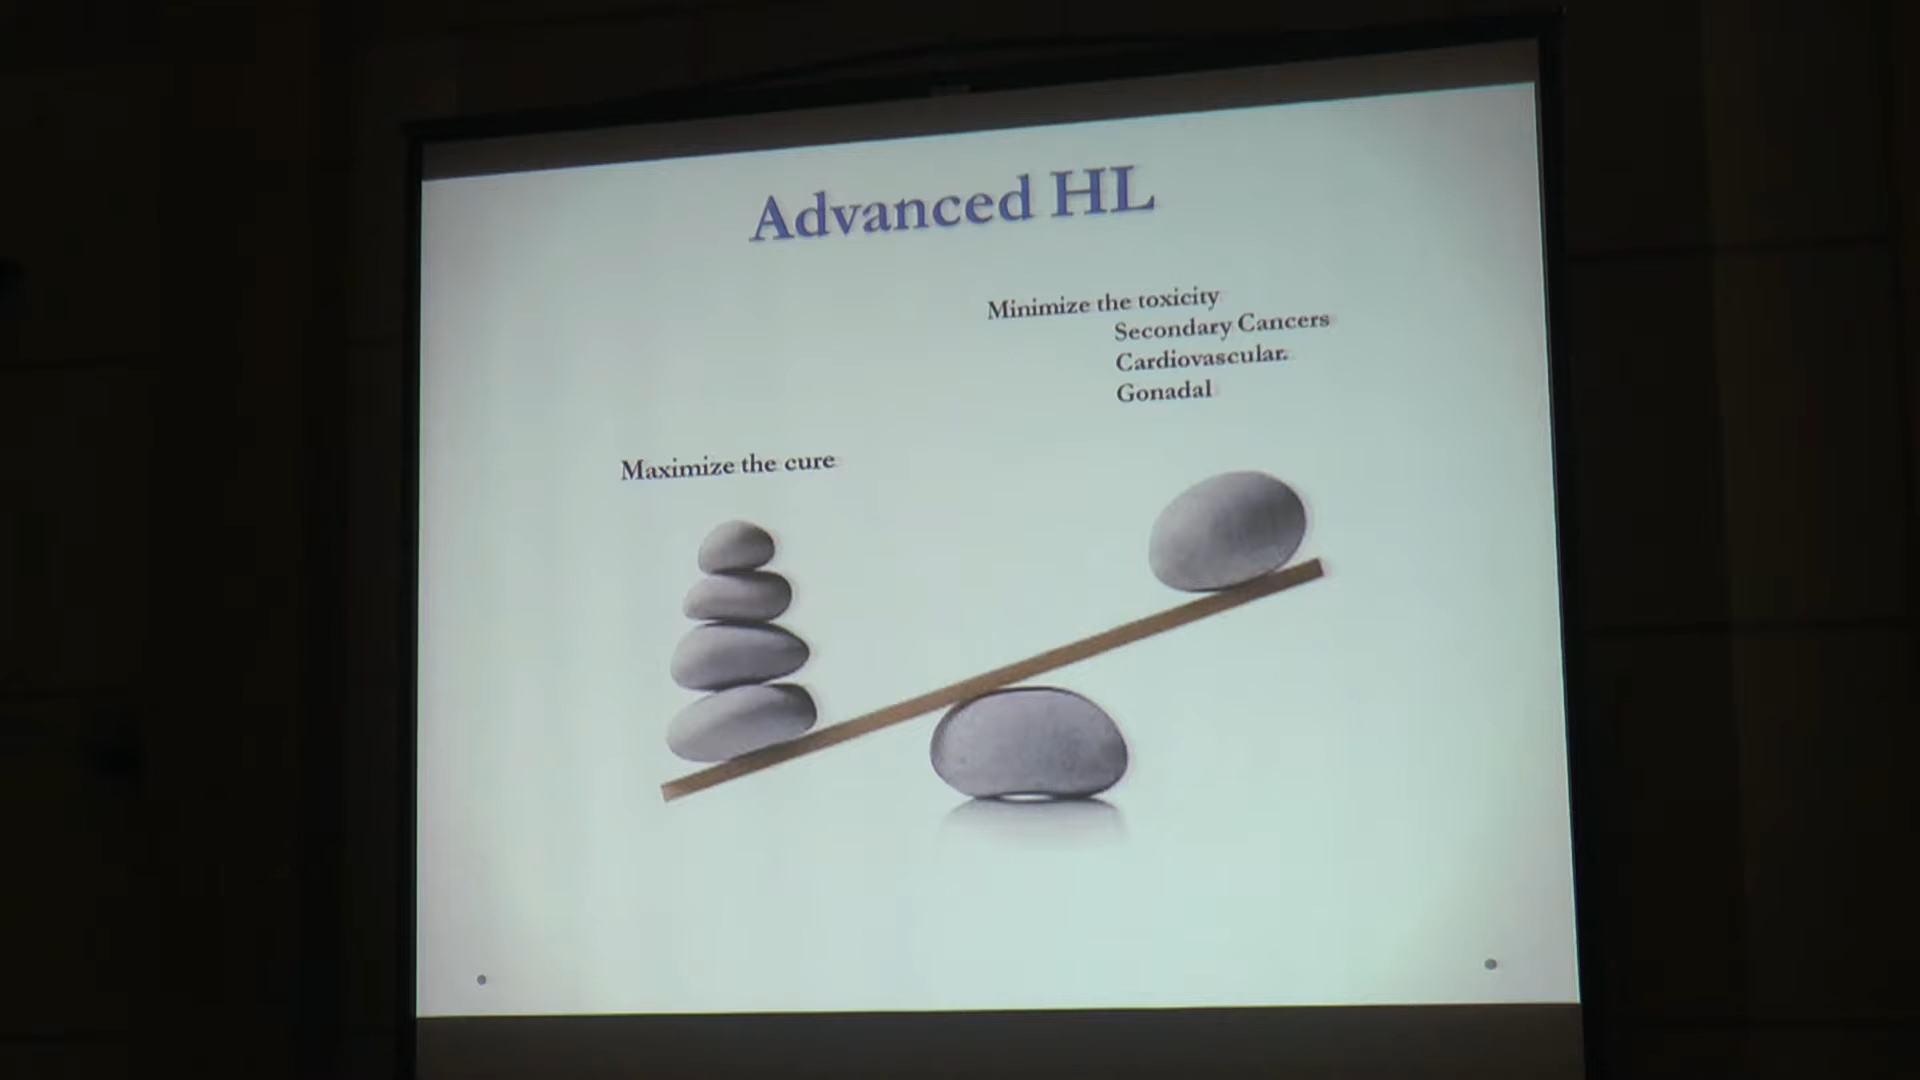 Advanced HL
Minimize the toxicity
Secondary Cancers
Cardiovascular.
Gonadal
Maximize the cure